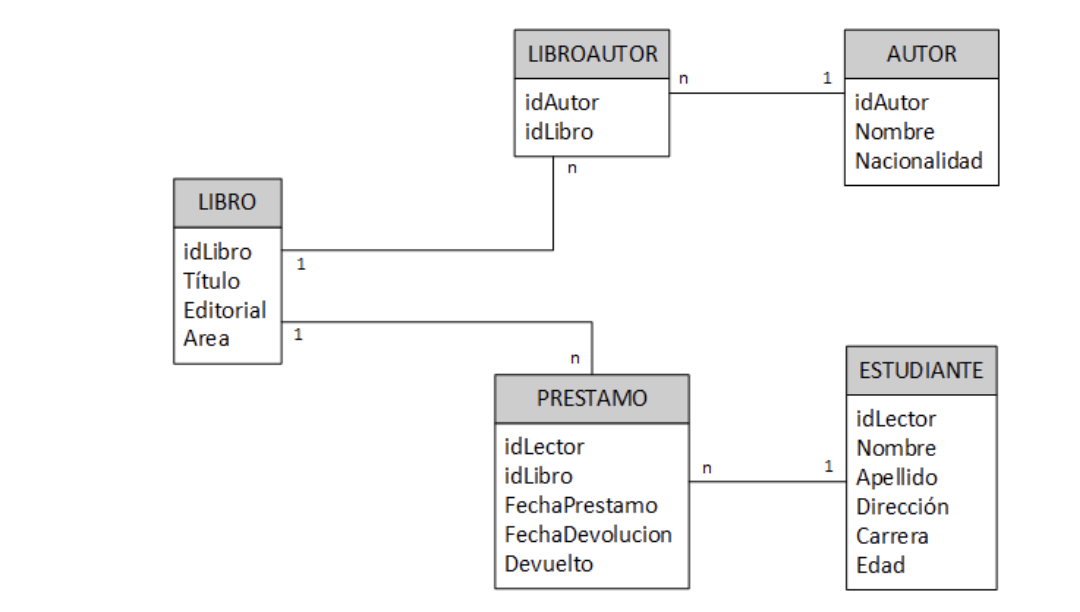 LIBROAUTOR
idAutor
idLibro
n
1
AUTOR
idAutor
Nombre
Nacionalidad
n
LIBRO
idLibro
Título
Editorial
Area
1
1
n
PRESTAMO
idLector
idLibro
FechaPrestamo
FechaDevolucion
Devuelto
n
1
ESTUDIANTE
idLector
Nombre
Apellido
Dirección
Carrera
Edad